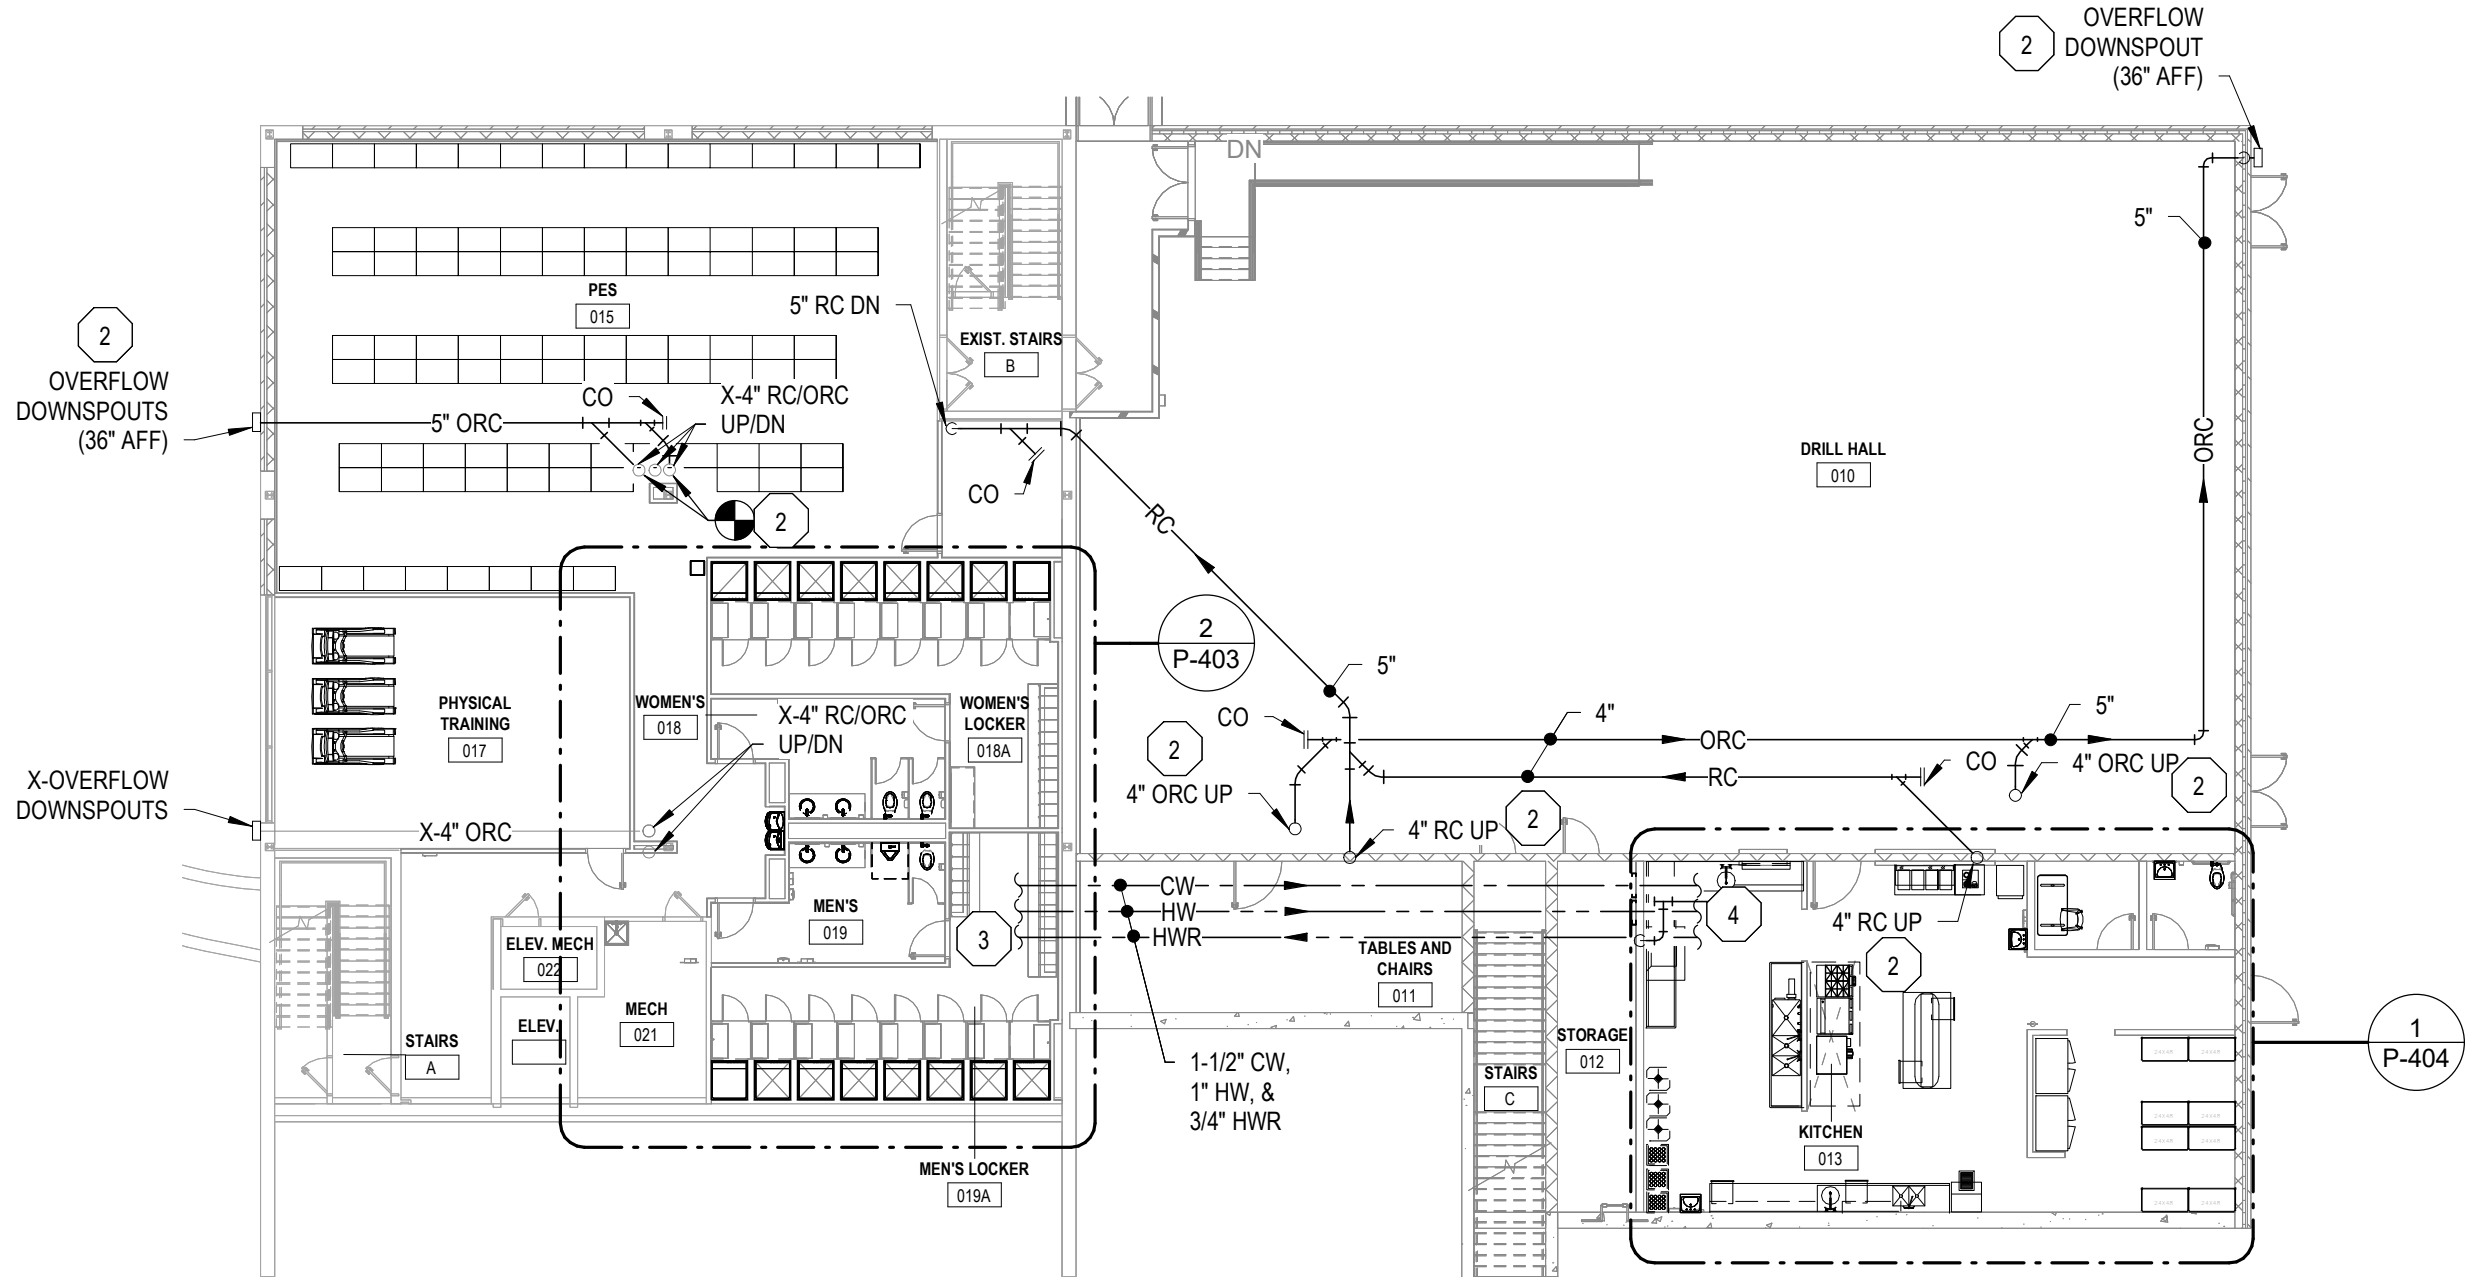 OVERFLOW
DOWNSPOUT
(36" AFF)
2
DN
5"
PES
015
5" RC DN
2
OVERFLOW
DOWNSPOUTS
(36" AFF)
EXIST. STAIRS
B
CO
X-4" RC/ORC
UP/DN
5" ORC
ORC
DRILL HALL
010
CO
2
RC
2
P-403
5"
PHYSICAL
TRAINING
017
WOMEN'S
018
X-4" RC/ORC
UP/DN
WOMEN'S
LOCKER
018A
CO
4"
5"
2
ORC
CO
4" ORC UP
2
RC
4" ORC UP
X-OVERFLOW
DOWNSPOUTS
X-4" ORC
4" RC UP
2
CW
HW
HWR
MEN'S
019
3
4
4" RC UP
2
ELEV. MECH
022
TABLES AND
CHAIRS
011
MECH
021
ELEV.
STAIRS
A
1-1/2" CW,
1" HW, &
3/4" HWR
STAIRS
C
STORAGE
012
1
P-404
KITCHEN
013
MEN'S LOCKER
019A